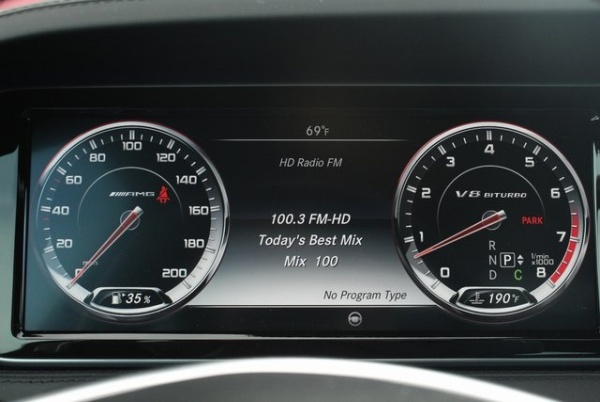 69°F
HD Radio FM
100.3 FM-HD
Today's Best Mix
Mix 100
No Program Type
0
20
40
60
80
100
120
140
160
180
200
AMG
35 %
0
1
2
3
4
5
6
7
8
V8 BITURBO
PARK
R
N P
D C
1/min
x1000
190°F